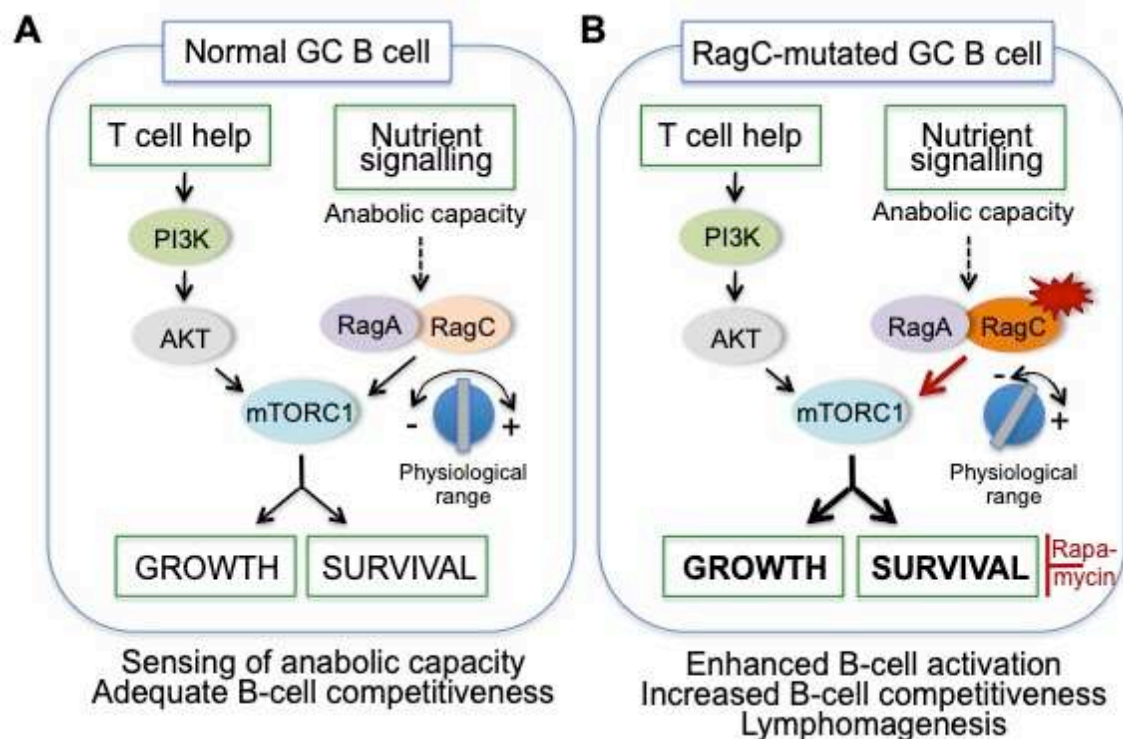 A
Normal GC B cell
T cell help
Nutrient
signalling
Anabolic capacity
PI3K
AKT
RagA
RagC
mTORC1
-
+
Physiological
range
GROWTH
SURVIVAL
Sensing of anabolic capacity
Adequate B-cell competitiveness
B
RagC-mutated GC B cell
T cell help
Nutrient
signalling
Anabolic capacity
PI3K
AKT
RagA
RagC
mTORC1
-
+
Physiological
range
GROWTH
SURVIVAL
Rapa-
mycin
Enhanced B-cell activation
Increased B-cell competitiveness
Lymphomagenesis